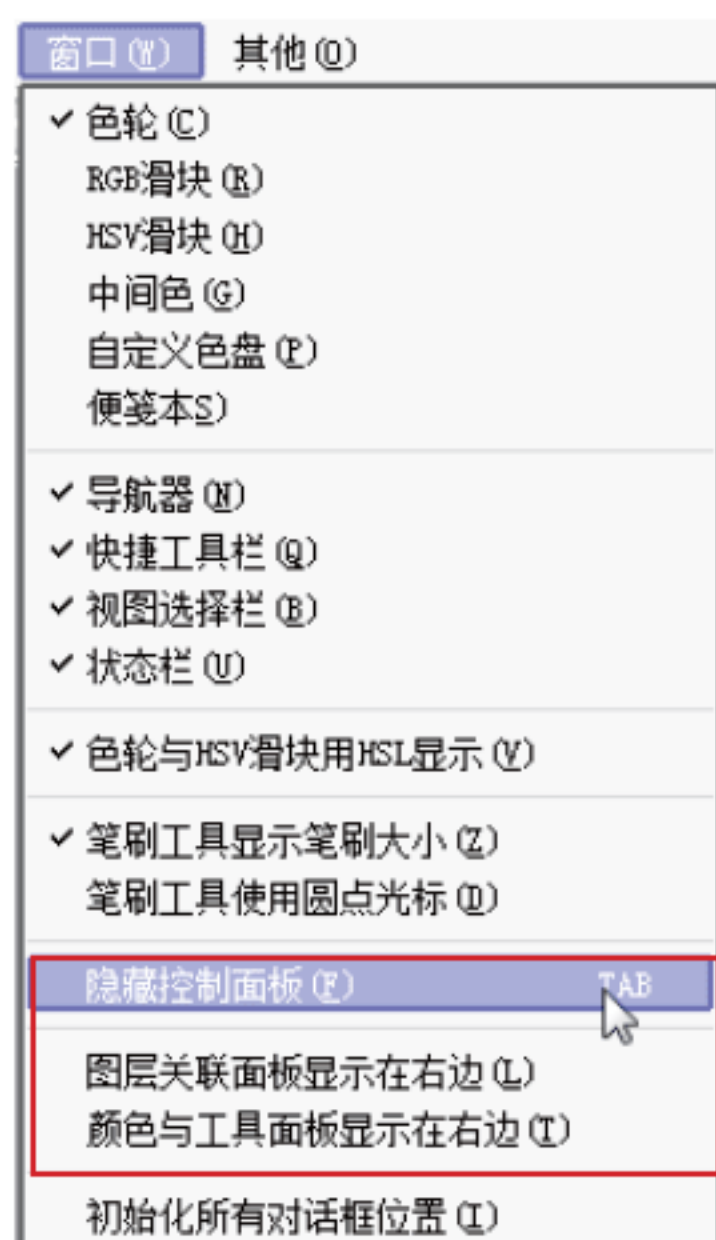 窗口(W) 其他(O)
色轮(C)
RGB滑块(R)
HSV滑块(H)
中间色(G)
自定义色盘(P)
便笺本S)
导航器(N)
快捷工具栏(Q)
视图选择栏(B)
状态栏(U)
色轮与HSV滑块用HSL显示(V)
笔刷工具显示笔刷大小(Z)
笔刷工具使用圆点光标(D)
隐藏控制面板(F) TAB
图层关联面板显示在右边(L)
颜色与工具面板显示在右边(T)
初始化所有对话框位置(I)